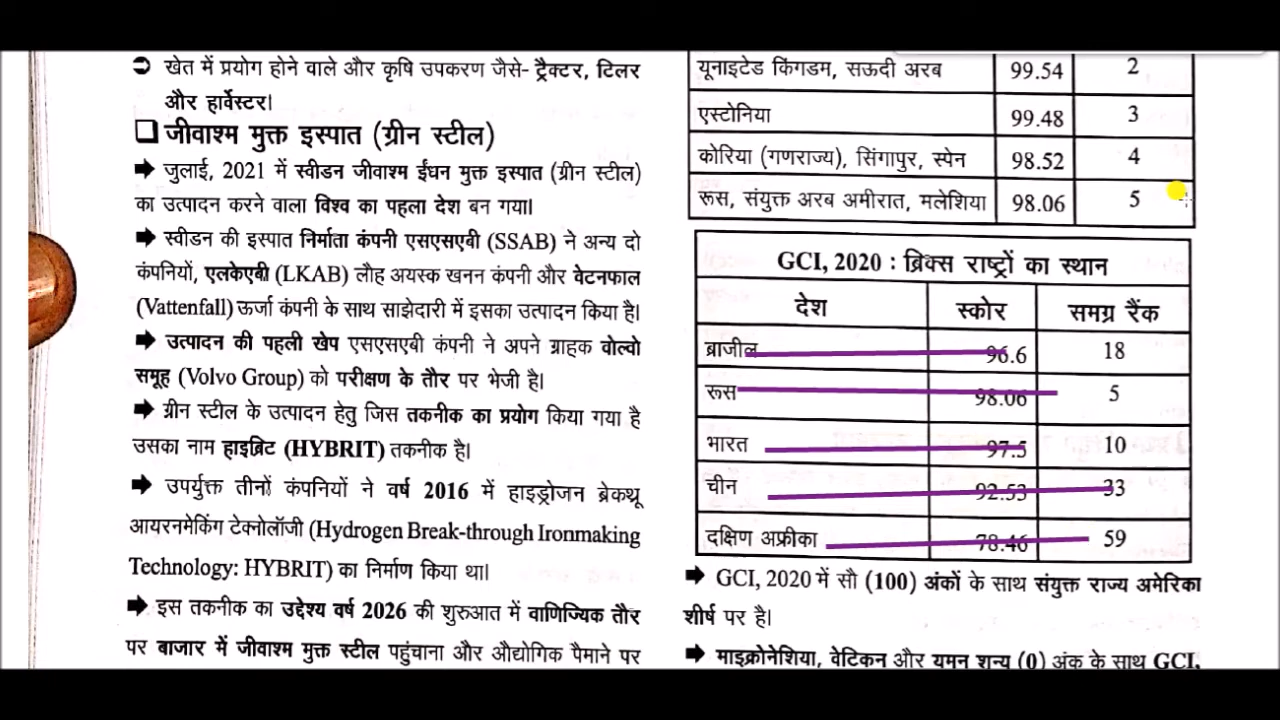 ➲ खेत में प्रयोग होने वाले और कृषि उपकरण जैसे- ट्रैक्टर, टिलर
और हार्वेस्टर।
❑ जीवाश्म मुक्त इस्पात (ग्रीन स्टील)
➡ जुलाई, 2021 में स्वीडन जीवाश्म ईंधन मुक्त इस्पात (ग्रीन स्टील)
का उत्पादन करने वाला विश्व का पहला देश बन गया।
➡ स्वीडन की इस्पात निर्माता कंपनी एसएसएबी (SSAB) ने अन्य दो
कंपनियों, एलकेएबी (LKAB) लौह अयस्क खनन कंपनी और वेटनफाल
(Vattenfall) ऊर्जा कंपनी के साथ साझेदारी में इसका उत्पादन किया है।
➡ उत्पादन की पहली खेप एसएसएबी कंपनी ने अपने ग्राहक वोल्वो
समूह (Volvo Group) को परीक्षण के तौर पर भेजी है।
➡ ग्रीन स्टील के उत्पादन हेतु जिस तकनीक का प्रयोग किया गया है
उसका नाम हाइब्रिट (HYBRIT) तकनीक है।
➡ उपर्युक्त तीनों कंपनियों ने वर्ष 2016 में हाइड्रोजन ब्रेकथ्रू
आयरनमेकिंग टेक्नोलॉजी (Hydrogen Break-through Ironmaking
Technology: HYBRIT) का निर्माण किया था।
➡ इस तकनीक का उद्देश्य वर्ष 2026 की शुरुआत में वाणिज्यिक तौर
पर बाजार में जीवाश्म मुक्त स्टील पहुंचाना और औद्योगिक पैमाने पर
यूनाइटेड किंगडम, सऊदी अरब 99.54 2
एस्टोनिया 99.48 3
कोरिया (गणराज्य), सिंगापुर, स्पेन 98.52 4
रूस, संयुक्त अरब अमीरात, मलेशिया 98.06 5
GCI, 2020 : ब्रिक्स राष्ट्रों का स्थान
देश स्कोर समग्र रैंक
ब्राजील 96.6 18
रूस 98.06 5
भारत 97.5 10
चीन 92.53 33
दक्षिण अफ्रीका 78.46 59
➡ GCI, 2020 में सौ (100) अंकों के साथ संयुक्त राज्य अमेरिका
शीर्ष पर है।
➡ माइक्रोनेशिया, वेटिकन और यमन शून्य (0) अंक के साथ GCI,